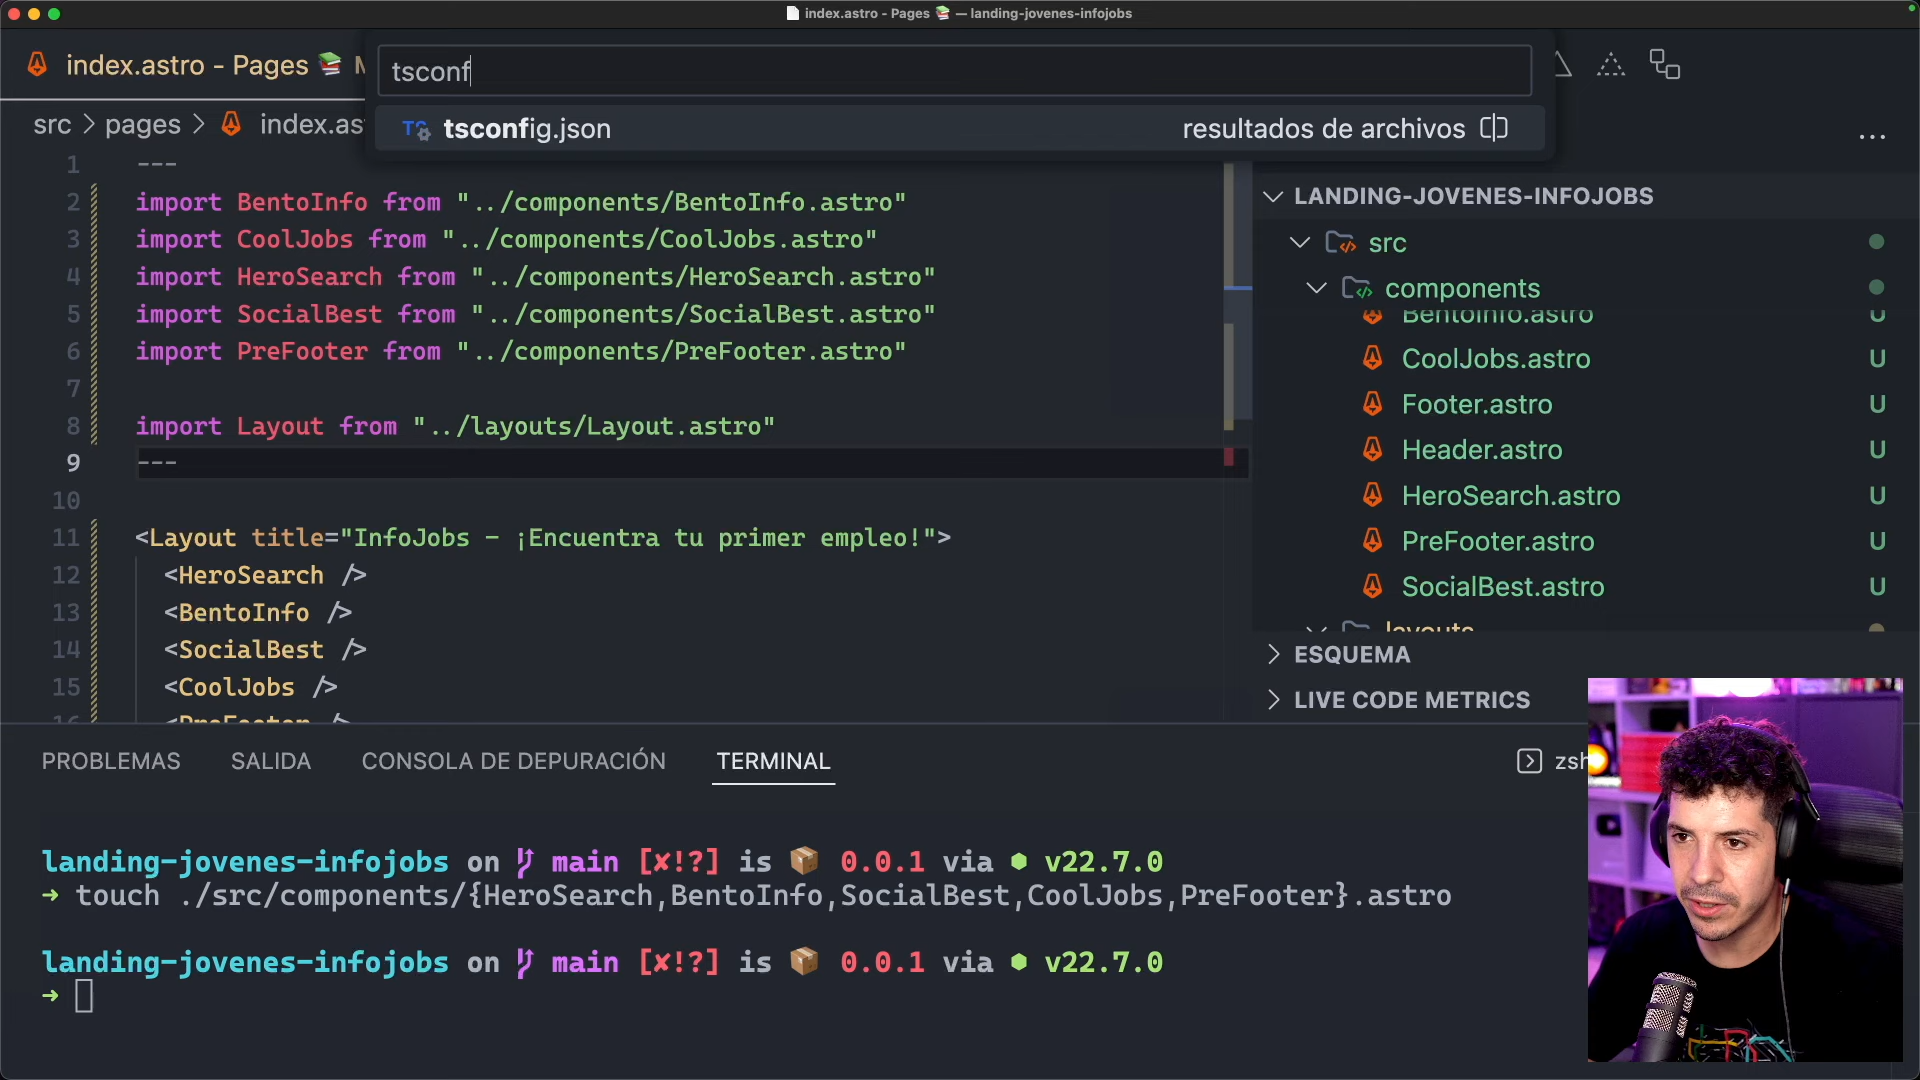 index.astro - Pages 📚 — landing-jovenes-infojobs
index.astro - Pages 📚 M
tsconf
tsconfig.json
resultados de archivos
src > pages > index.as
1 ---
2 import BentoInfo from "../components/BentoInfo.astro"
3 import CoolJobs from "../components/CoolJobs.astro"
4 import HeroSearch from "../components/HeroSearch.astro"
5 import SocialBest from "../components/SocialBest.astro"
6 import PreFooter from "../components/PreFooter.astro"
7
8 import Layout from "../layouts/Layout.astro"
9 ---
10
11 <Layout title="InfoJobs - ¡Encuentra tu primer empleo!">
12 <HeroSearch />
13 <BentoInfo />
14 <SocialBest />
15 <CoolJobs />
16 <PreFooter />
LANDING-JOVENES-INFOJOBS
src
components
BentoInfo.astro U
CoolJobs.astro U
Footer.astro U
Header.astro U
HeroSearch.astro U
PreFooter.astro U
SocialBest.astro U
layouts
ESQUEMA
LIVE CODE METRICS
PROBLEMAS SALIDA CONSOLA DE DEPURACIÓN TERMINAL
zsh
landing-jovenes-infojobs on main [✘!?] is 📦 0.0.1 via v22.7.0
→ touch ./src/components/{HeroSearch,BentoInfo,SocialBest,CoolJobs,PreFooter}.astro
landing-jovenes-infojobs on main [✘!?] is 📦 0.0.1 via v22.7.0
→